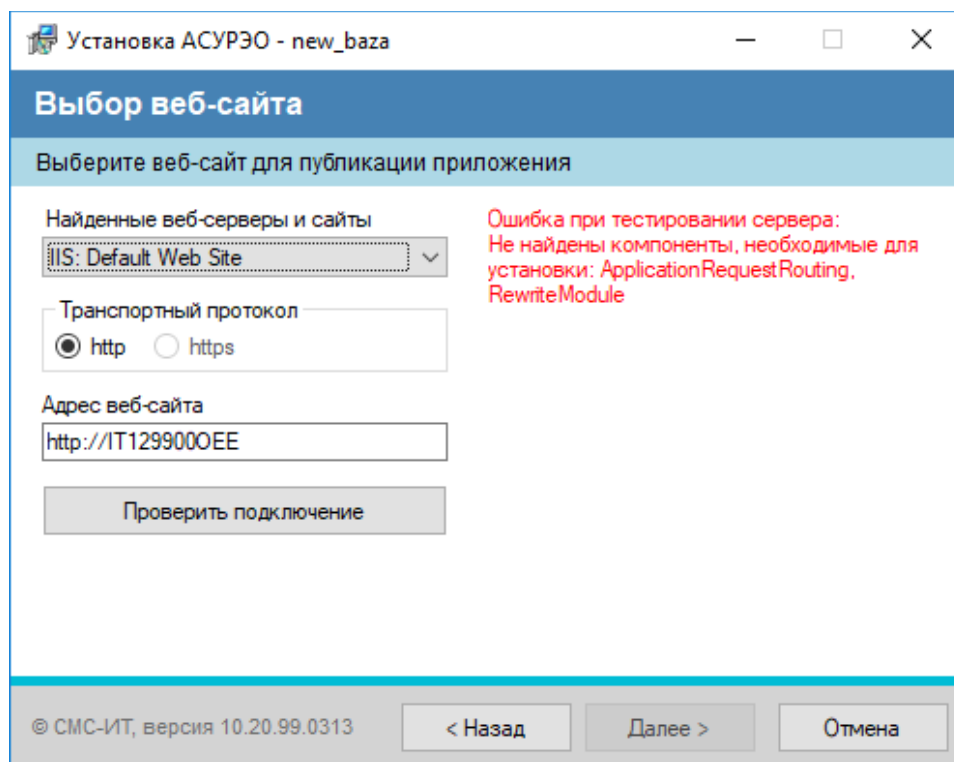 Установка АСУРЭО - new_baza
Выбор веб-сайта
Выберите веб-сайт для публикации приложения
Найденные веб-серверы и сайты
IIS: Default Web Site
Транспортный протокол
http
https
Адрес веб-сайта
http://IT129900OEE
Проверить подключение
Ошибка при тестировании сервера:
Не найдены компоненты, необходимые для
установки: ApplicationRequestRouting,
RewriteModule
© СМС-ИТ, версия 10.20.99.0313
< Назад
Далее >
Отмена